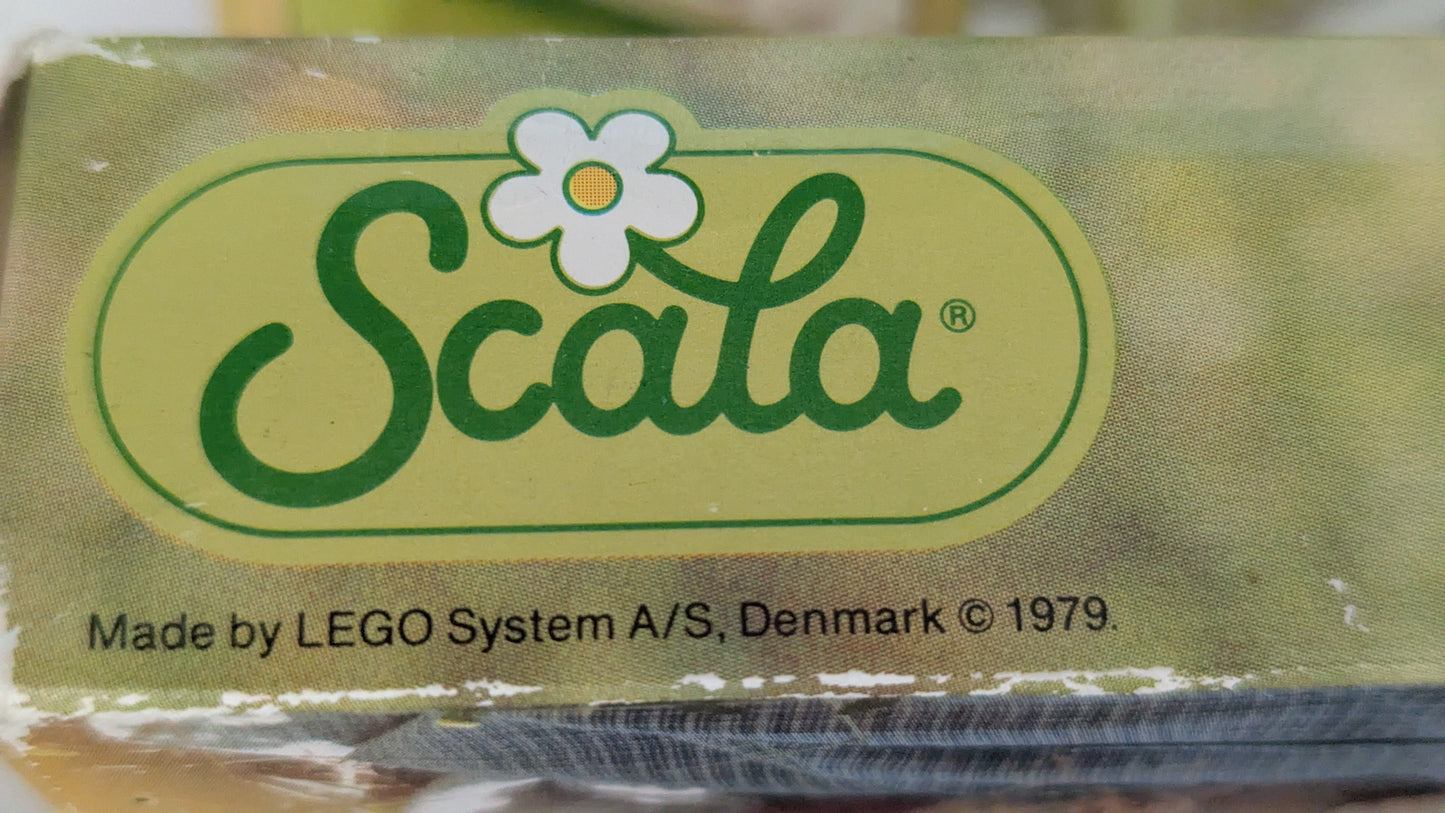 Scala®
Made by LEGO System A/S, Denmark © 1979.